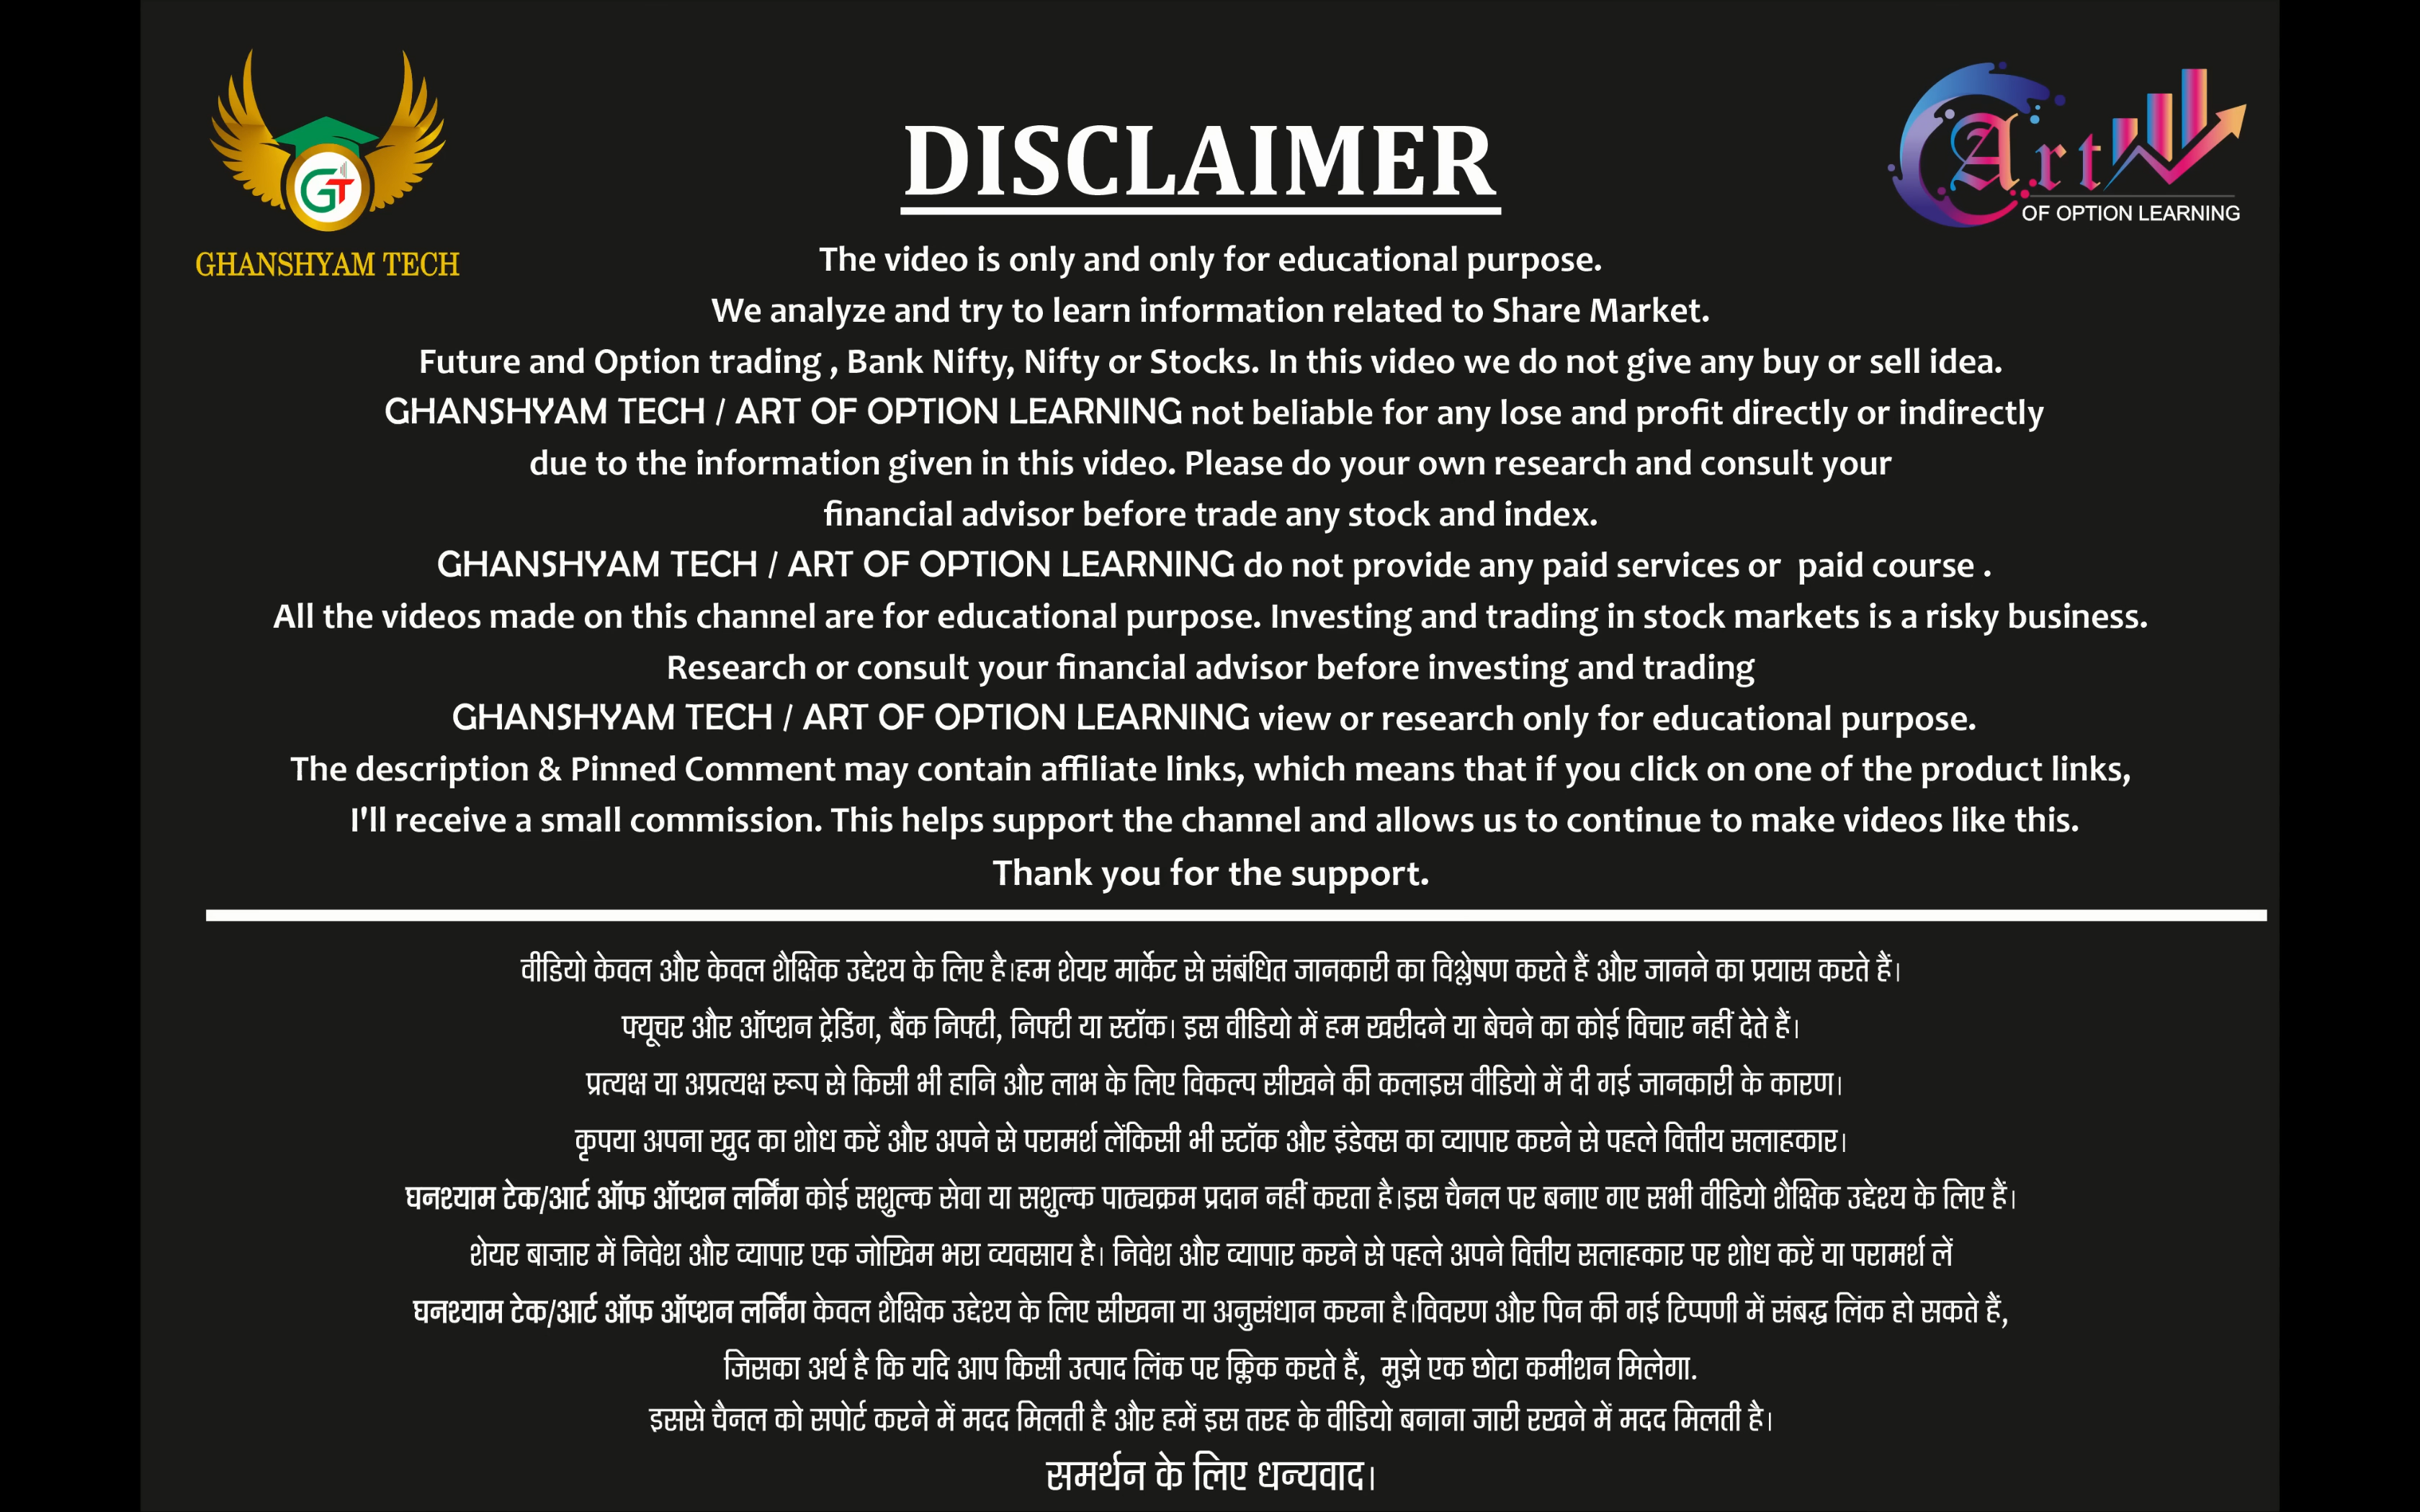 GT
GHANSHYAM TECH
DISCLAIMER
Art
OF OPTION LEARNING
The video is only and only for educational purpose.
We analyze and try to learn information related to Share Market.
Future and Option trading , Bank Nifty, Nifty or Stocks. In this video we do not give any buy or sell idea.
GHANSHYAM TECH / ART OF OPTION LEARNING not beliable for any lose and profit directly or indirectly
due to the information given in this video. Please do your own research and consult your
financial advisor before trade any stock and index.
GHANSHYAM TECH / ART OF OPTION LEARNING do not provide any paid services or  paid course .
All the videos made on this channel are for educational purpose. Investing and trading in stock markets is a risky business.
Research or consult your financial advisor before investing and trading
GHANSHYAM TECH / ART OF OPTION LEARNING view or research only for educational purpose.
The description & Pinned Comment may contain affiliate links, which means that if you click on one of the product links,
I'll receive a small commission. This helps support the channel and allows us to continue to make videos like this.
Thank you for the support.
वीडियो केवल और केवल शैक्षिक उद्देश्य के लिए है।हम शेयर मार्केट से संबंधित जानकारी का विश्लेषण करते हैं और जानने का प्रयास करते हैं।
फ्यूचर और ऑप्शन ट्रेडिंग, बैंक निफ्टी, निफ्टी या स्टॉक। इस वीडियो में हम खरीदने या बेचने का कोई विचार नहीं देते हैं।
प्रत्यक्ष या अप्रत्यक्ष रूप से किसी भी हानि और लाभ के लिए विकल्प सीखने की कलाइस वीडियो में दी गई जानकारी के कारण।
कृपया अपना खुद का शोध करें और अपने से परामर्श लेंकिसी भी स्टॉक और इंडेक्स का व्यापार करने से पहले वित्तीय सलाहकार।
घनश्याम टेक/आर्ट ऑफ ऑप्शन लर्निंग कोई सशुल्क सेवा या सशुल्क पाठ्यक्रम प्रदान नहीं करता है।इस चैनल पर बनाए गए सभी वीडियो शैक्षिक उद्देश्य के लिए हैं।
शेयर बाज़ार में निवेश और व्यापार एक जोखिम भरा व्यवसाय है। निवेश और व्यापार करने से पहले अपने वित्तीय सलाहकार पर शोध करें या परामर्श लें
घनश्याम टेक/आर्ट ऑफ ऑप्शन लर्निंग केवल शैक्षिक उद्देश्य के लिए सीखना या अनुसंधान करना है।विवरण और पिन की गई टिप्पणी में संबद्ध लिंक हो सकते हैं,
जिसका अर्थ है कि यदि आप किसी उत्पाद लिंक पर क्लिक करते हैं,  मुझे एक छोटा कमीशन मिलेगा.
इससे चैनल को सपोर्ट करने में मदद मिलती है और हमें इस तरह के वीडियो बनाना जारी रखने में मदद मिलती है।
समर्थन के लिए धन्यवाद।